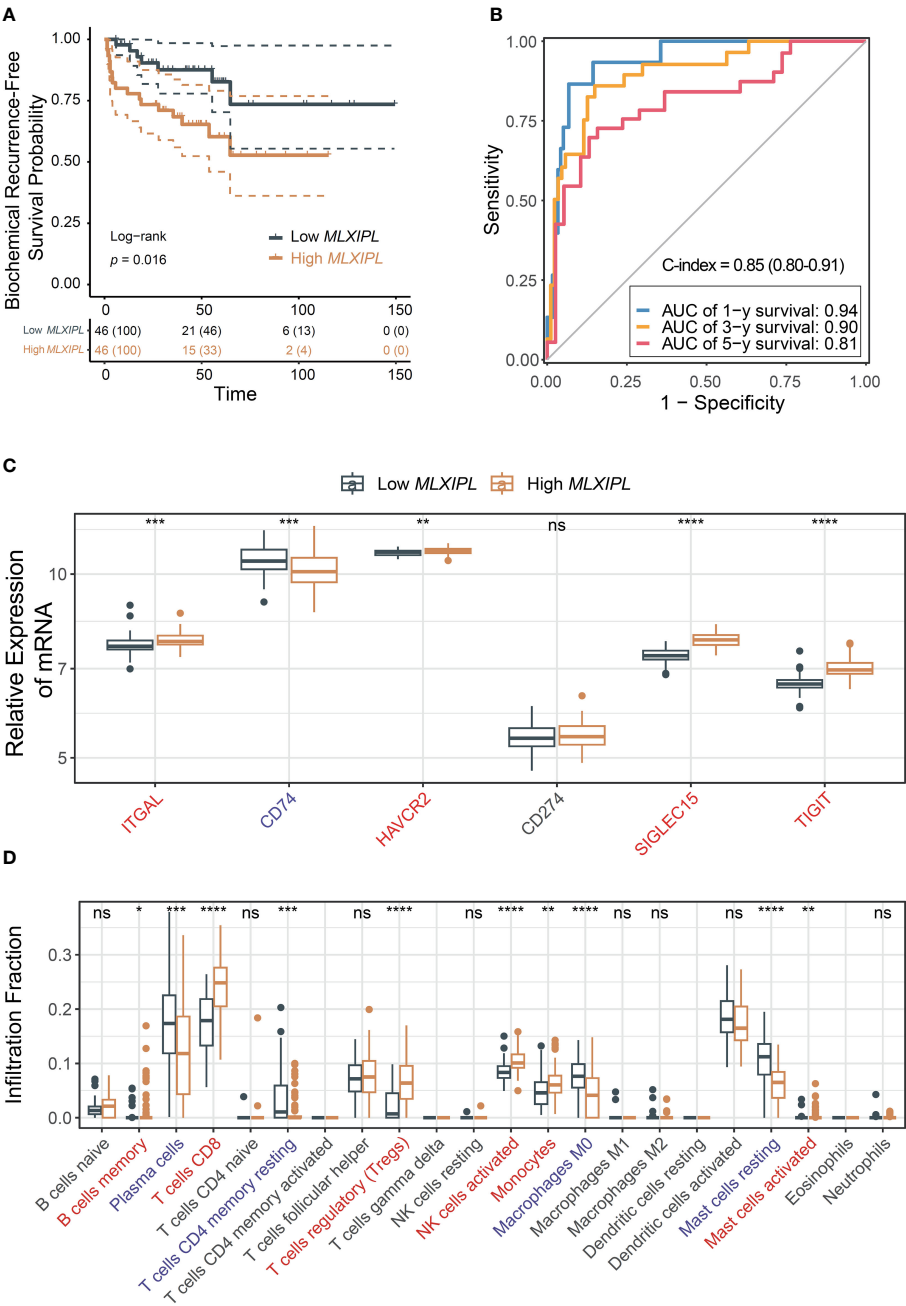 A
Biochemical Recurrence-Free
Survival Probability
1.00
0.75
0.50
0.25
0.00
Log-rank
p = 0.016
Low MLXIPL
High MLXIPL
0 50 100 150
Low MLXIPL 46 (100) 21 (46) 6 (13) 0 (0)
High MLXIPL 46 (100) 15 (33) 2 (4) 0 (0)
0 50 100 150
Time
B
Sensitivity
1.00
0.75
0.50
0.25
0.00
C-index = 0.85 (0.80-0.91)
AUC of 1-y survival: 0.94
AUC of 3-y survival: 0.90
AUC of 5-y survival: 0.81
0.00 0.25 0.50 0.75 1.00
1 − Specificity
C
Low MLXIPL High MLXIPL
Relative Expression
of mRNA
*** *** ** ns **** ****
10
7
5
ITGAL
CD74
HAVCR2
CD274
SIGLEC15
TIGIT
D
Infiltration Fraction
ns * *** **** ns *** ns **** ns **** ** **** ns ns ns **** ** ns
0.3
0.2
0.1
0.0
B cells naive
B cells memory
Plasma cells
T cells CD8
T cells CD4 naive
T cells CD4 memory resting
T cells CD4 memory activated
T cells follicular helper
T cells regulatory (Tregs)
T cells gamma delta
NK cells resting
NK cells activated
Monocytes
Macrophages M0
Macrophages M1
Macrophages M2
Dendritic cells resting
Dendritic cells activated
Mast cells resting
Mast cells activated
Eosinophils
Neutrophils